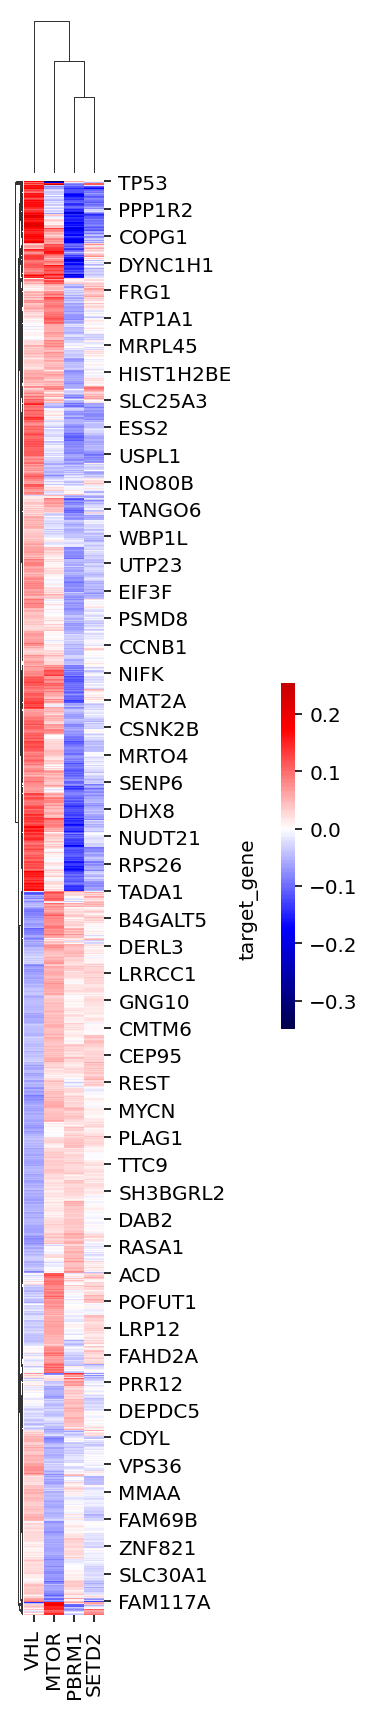 TP53
PPP1R2
COPG1
DYNC1H1
FRG1
ATP1A1
MRPL45
HIST1H2BE
SLC25A3
ESS2
USPL1
INO80B
TANGO6
WBP1L
UTP23
EIF3F
PSMD8
CCNB1
NIFK
MAT2A
CSNK2B
MRTO4
SENP6
DHX8
NUDT21
RPS26
TADA1
B4GALT5
DERL3
LRRCC1
GNG10
CMTM6
CEP95
REST
MYCN
PLAG1
TTC9
SH3BGRL2
DAB2
RASA1
ACD
POFUT1
LRP12
FAHD2A
PRR12
DEPDC5
CDYL
VPS36
MMAA
FAM69B
ZNF821
SLC30A1
FAM117A
target_gene
0.2
0.1
0.0
−0.1
−0.2
−0.3
VHL
MTOR
PBRM1
SETD2